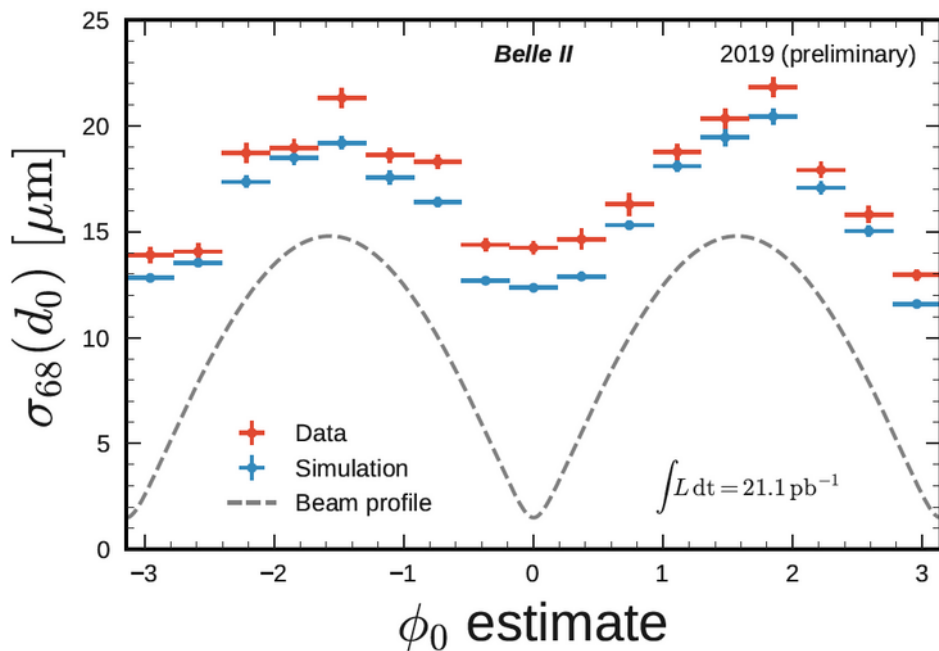 Belle II 2019 (preliminary)
σ68(d0) [μm]
25
20
15
10
5
0
Data
Simulation
Beam profile
∫L dt = 21.1 pb⁻¹
−3 −2 −1 0 1 2 3
ϕ0 estimate